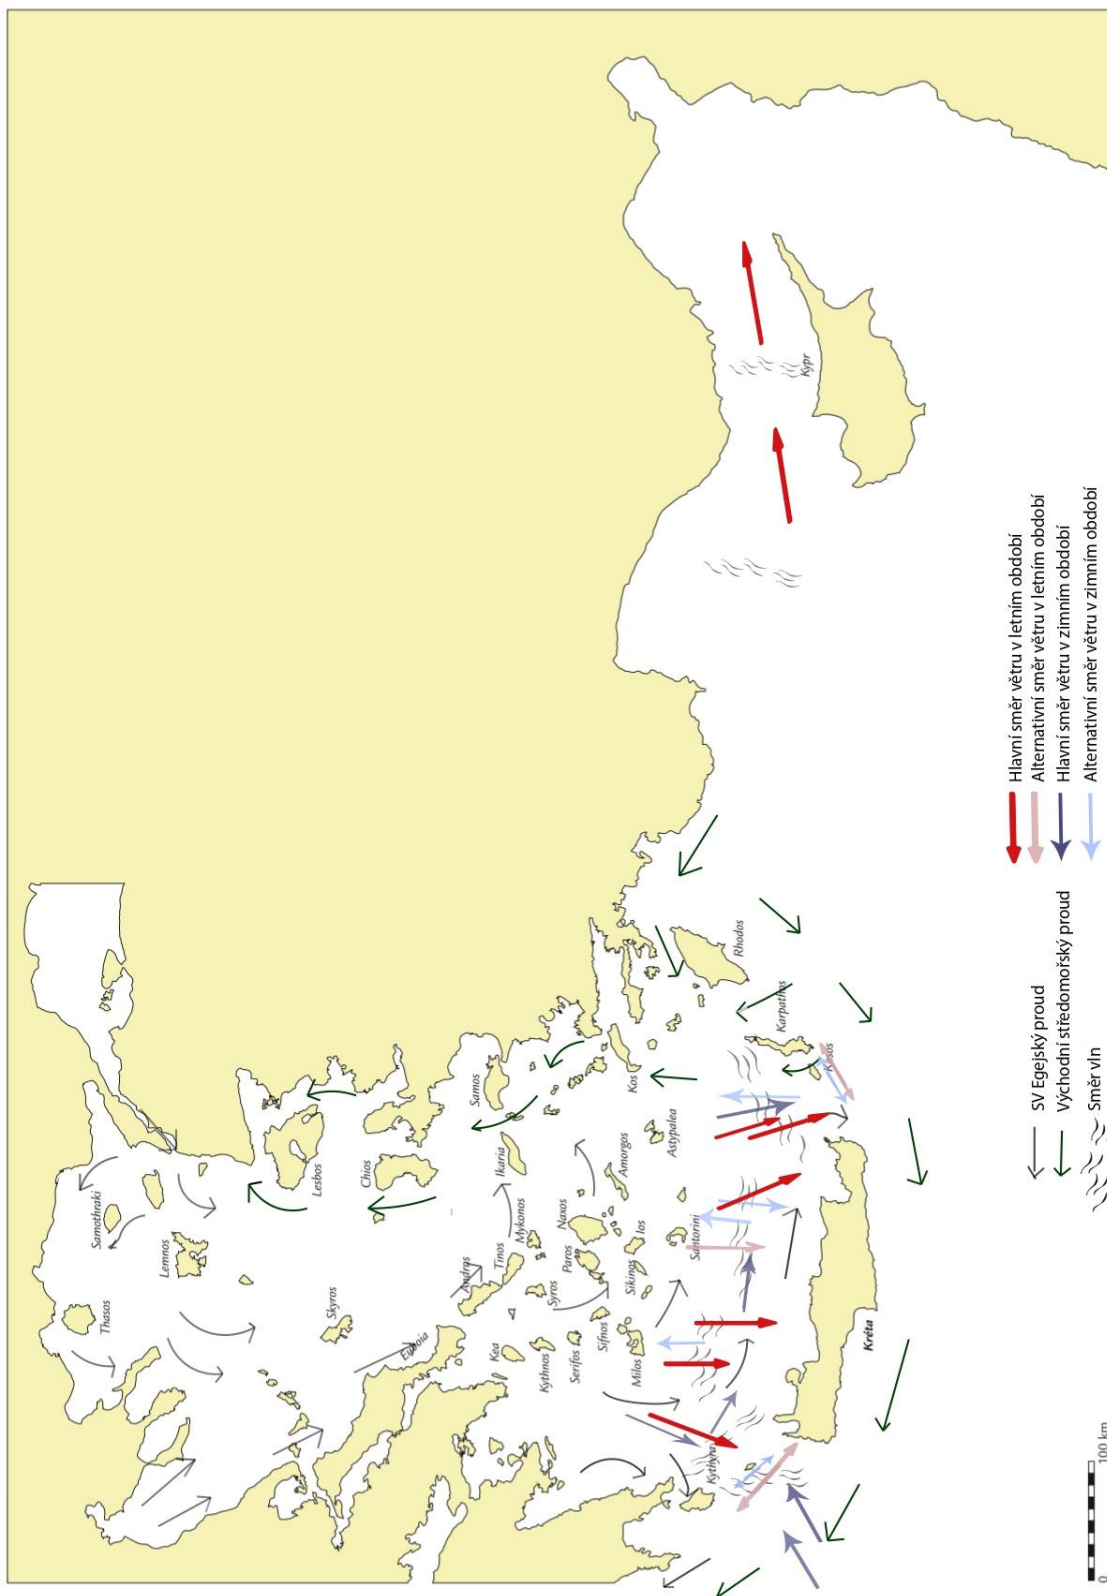 Thasos
Samothraki
Lemnos
Lesbos
Skyros
Chios
Euboia
Andros
Tinos
Mykonos
Ikaria
Samos
Kea
Kythnos
Syros
Serifos
Sifnos
Paros
Naxos
Milos
Sikinos
Ios
Amorgos
Santorini
Astypalea
Kos
Rhodos
Karpathos
Kasos
Kythyra
Kréta
Kypr
0
100 km
SV Egejský proud
Východní středomořský proud
Směr vln
Hlavní směr větru v letním období
Alternativní směr větru v letním období
Hlavní směr větru v zimním období
Alternativní směr větru v zimním období